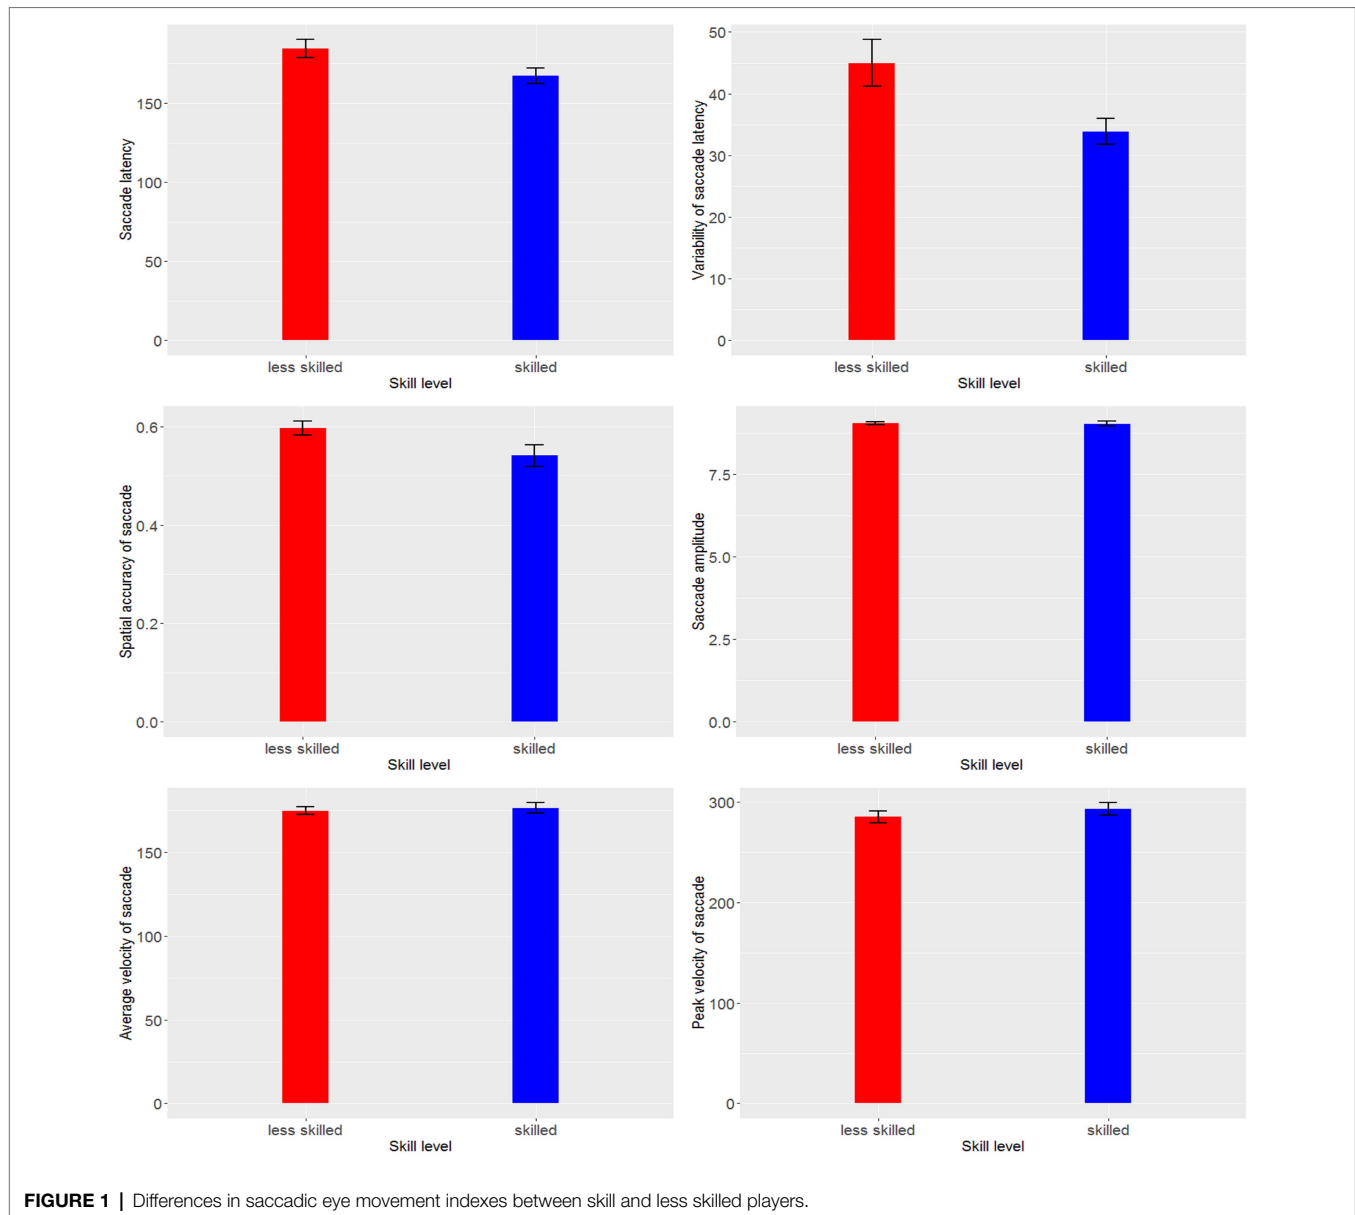 Saccade latency
150
100
50
0
less skilled
skilled
Skill level
Variability of saccade latency
50
40
30
20
10
0
less skilled
skilled
Skill level
Spatial accuracy of saccade
0.6
0.4
0.2
0.0
less skilled
skilled
Skill level
Saccade amplitude
7.5
5.0
2.5
0.0
less skilled
skilled
Skill level
Average velocity of saccade
150
100
50
0
less skilled
skilled
Skill level
Peak velocity of saccade
300
200
100
0
less skilled
skilled
Skill level
FIGURE 1 | Differences in saccadic eye movement indexes between skill and less skilled players.